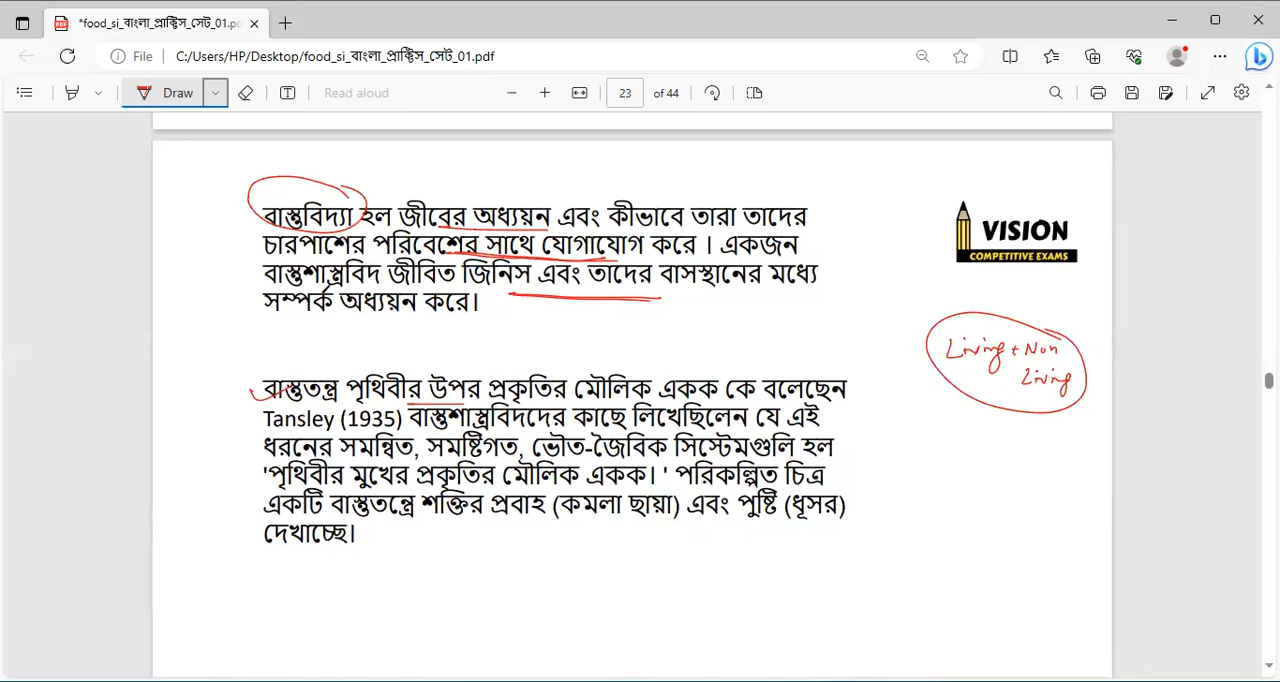 *food_si_বাংলা_প্রাক্টিস_সেট_01.pd
File C:/Users/HP/Desktop/food_si_বাংলা_প্রাক্টিস_সেট_01.pdf
Draw Read aloud 23 of 44
বাস্তুবিদ্যা হল জীবের অধ্যয়ন এবং কীভাবে তারা তাদের
চারপাশের পরিবেশের সাথে যোগাযোগ করে । একজন
বাস্তুশাস্ত্রবিদ জীবিত জিনিস এবং তাদের বাসস্থানের মধ্যে
সম্পর্ক অধ্যয়ন করে।
VISION
COMPETITIVE EXAMS
Living + Non
Living
বাস্তুতন্ত্র পৃথিবীর উপর প্রকৃতির মৌলিক একক কে বলেছেন
Tansley (1935) বাস্তুশাস্ত্রবিদদের কাছে লিখেছিলেন যে এই
ধরনের সমন্বিত, সমষ্টিগত, ভৌত-জৈবিক সিস্টেমগুলি হল
'পৃথিবীর মুখের প্রকৃতির মৌলিক একক। ' পরিকল্পিত চিত্র
একটি বাস্তুতন্ত্রে শক্তির প্রবাহ (কমলা ছায়া) এবং পুষ্টি (ধূসর)
দেখাচ্ছে।